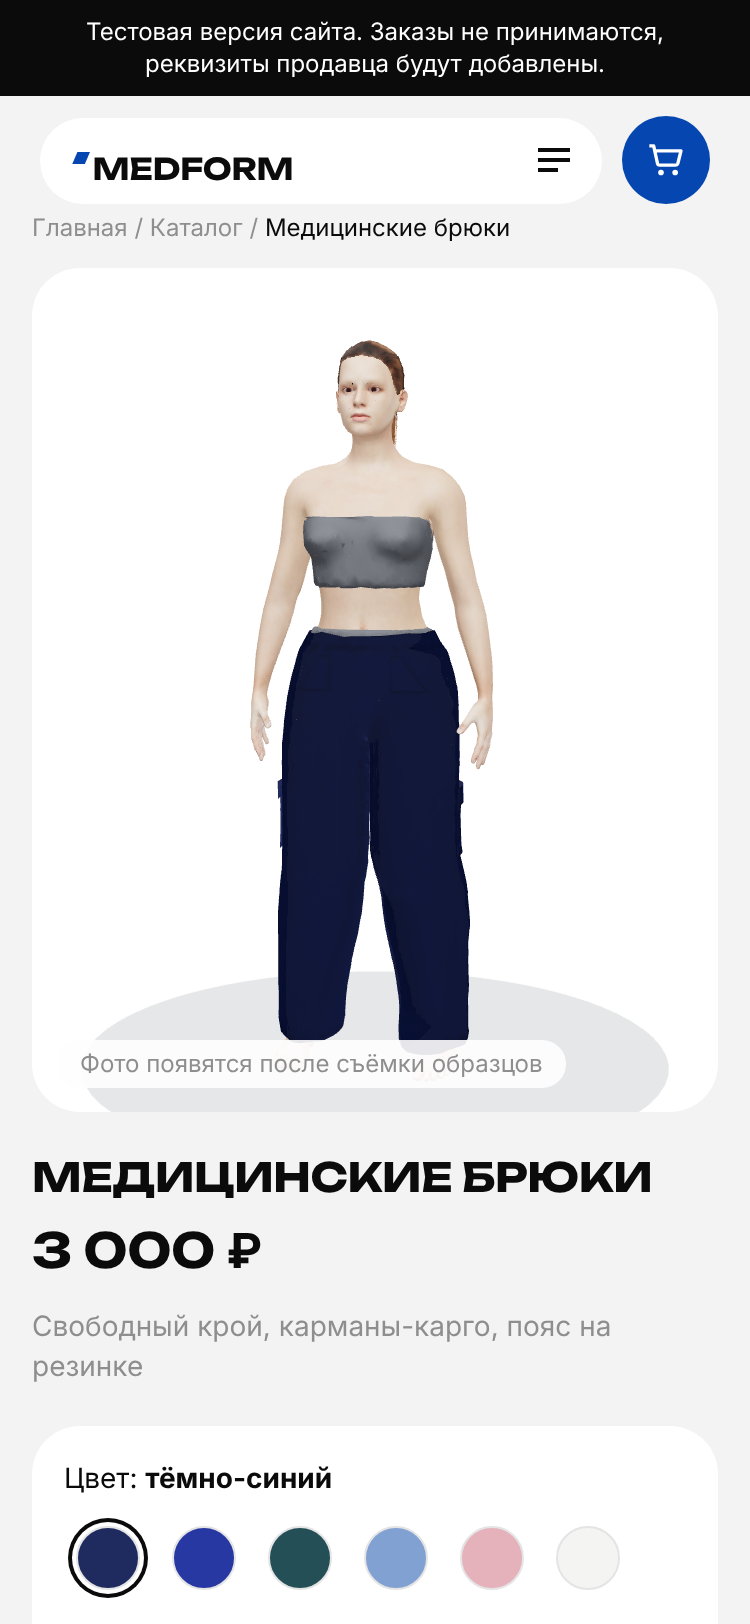 Тестовая версия сайта. Заказы не принимаются,
реквизиты продавца будут добавлены.
MEDFORM
Главная / Каталог / Медицинские брюки
Фото появятся после съёмки образцов
МЕДИЦИНСКИЕ БРЮКИ
3 000 ₽
Свободный крой, карманы-карго, пояс на
резинке
Цвет: тёмно-синий